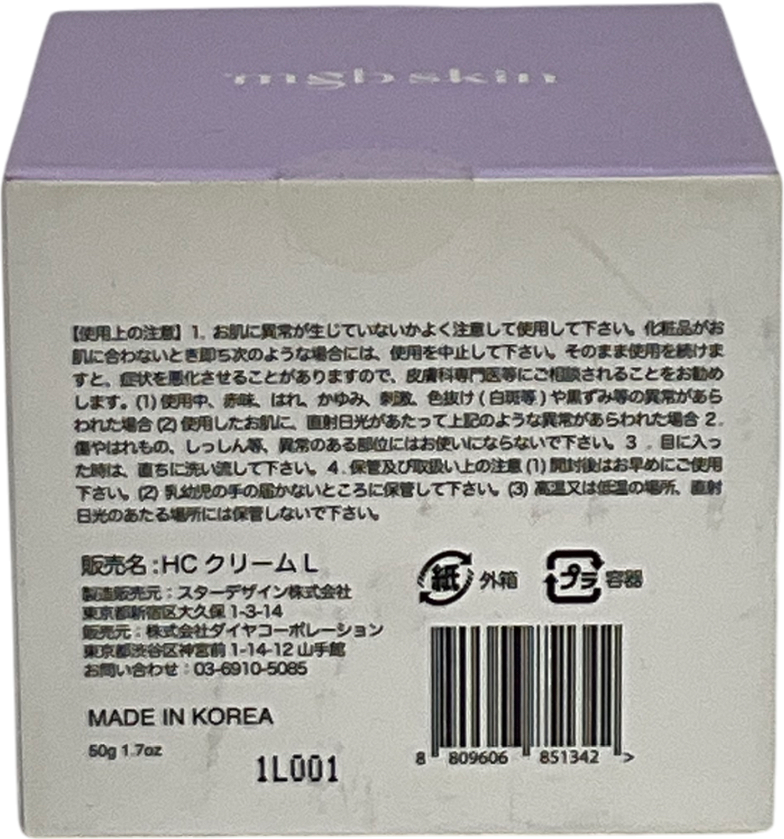 mgb skin
【使用上の注意】1. お肌に異常が生じていないかよく注意して使用して下さい。化粧品がお
肌に合わないとき即ち次のような場合には、使用を中止して下さい。そのまま使用を続けま
すと、症状を悪化させることがありますので、皮膚科専門医等にご相談されることをお勧め
します。(1) 使用中、赤味、はれ、かゆみ、刺激、色抜け ( 白斑等 ) や黒ずみ等の異常があら
われた場合 (2) 使用したお肌に、直射日光があたって上記のような異常があらわれた場合 2.
傷やはれもの、しっしん等、異常のある部位にはお使いにならないで下さい。3 . 目に入っ
た時は、直ちに洗い流して下さい。4. 保管及び取扱い上の注意 (1) 開封後はお早めにご使用
下さい。(2) 乳幼児の手の届かないところに保管して下さい。(3) 高温又は低温の場所、直射
日光のあたる場所には保管しないで下さい。
販売名:HC クリーム L
製造販売元:スターデザイン株式会社
東京都新宿区大久保 1-3-14
販売元:株式会社ダイヤコーポレーション
東京都渋谷区神宮前 1-14-12 山手館
お問い合わせ:03-6910-5085
MADE IN KOREA
50g 1.7oz
1L001
紙 外箱
プラ 容器
8 809606 851342 >